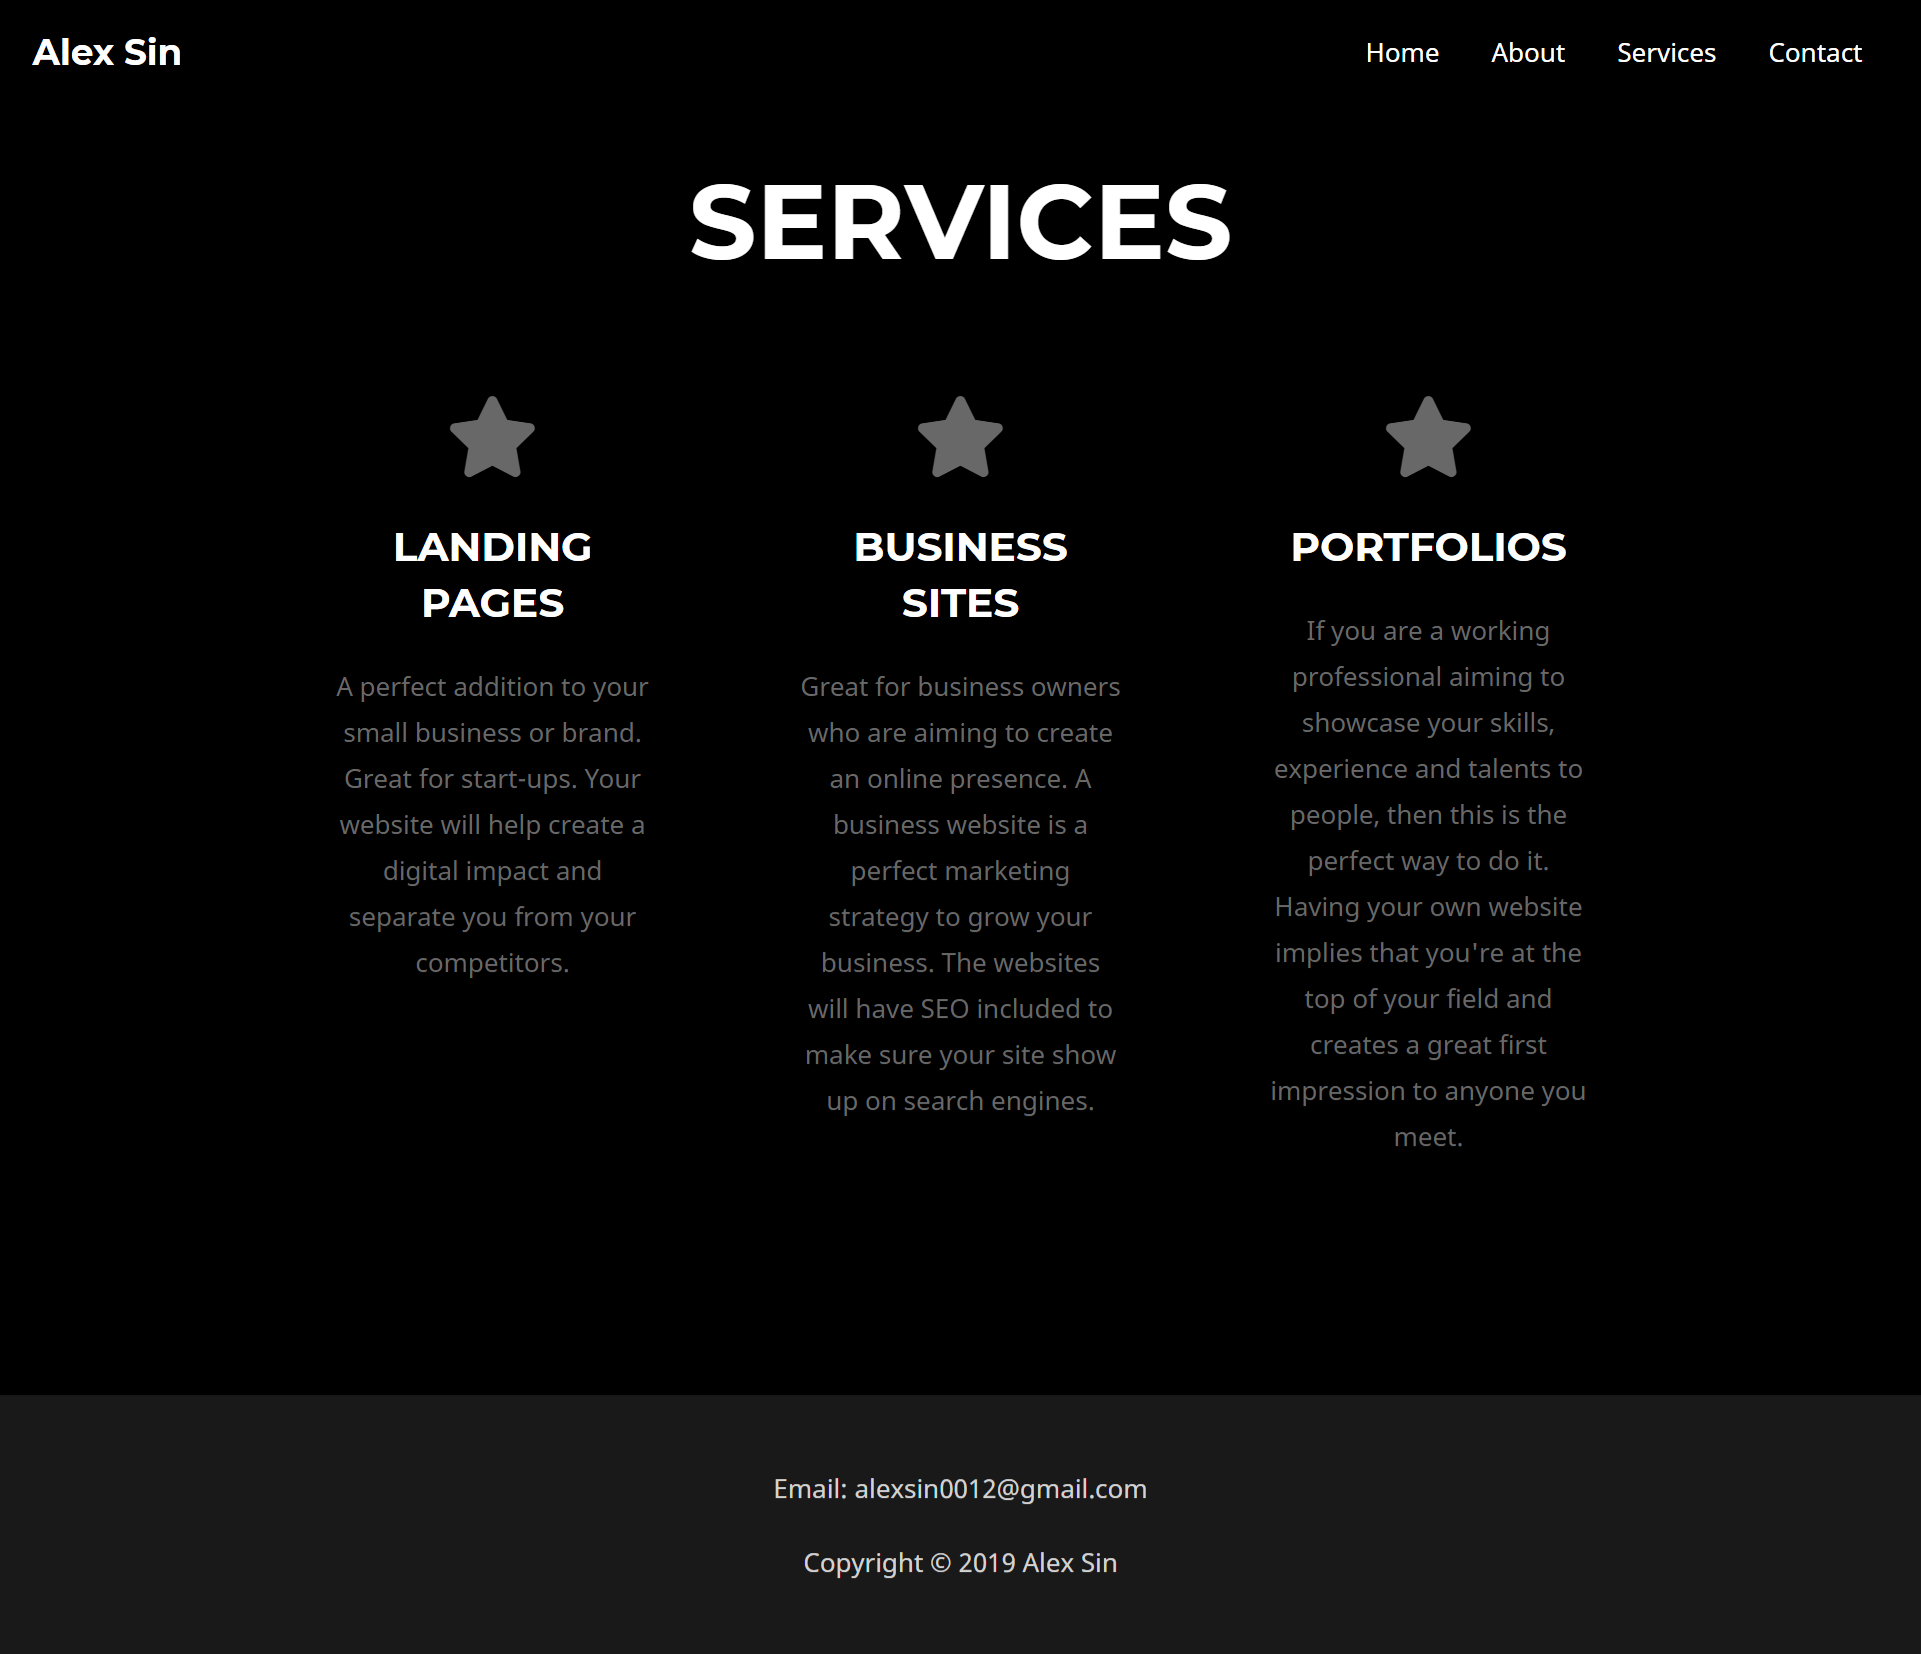 Alex Sin
Home
About
Services
Contact
SERVICES
LANDING
PAGES
A perfect addition to your
small business or brand.
Great for start-ups. Your
website will help create a
digital impact and
separate you from your
competitors.
BUSINESS
SITES
Great for business owners
who are aiming to create
an online presence. A
business website is a
perfect marketing
strategy to grow your
business. The websites
will have SEO included to
make sure your site show
up on search engines.
PORTFOLIOS
If you are a working
professional aiming to
showcase your skills,
experience and talents to
people, then this is the
perfect way to do it.
Having your own website
implies that you're at the
top of your field and
creates a great first
impression to anyone you
meet.
Email: alexsin0012@gmail.com
Copyright © 2019 Alex Sin